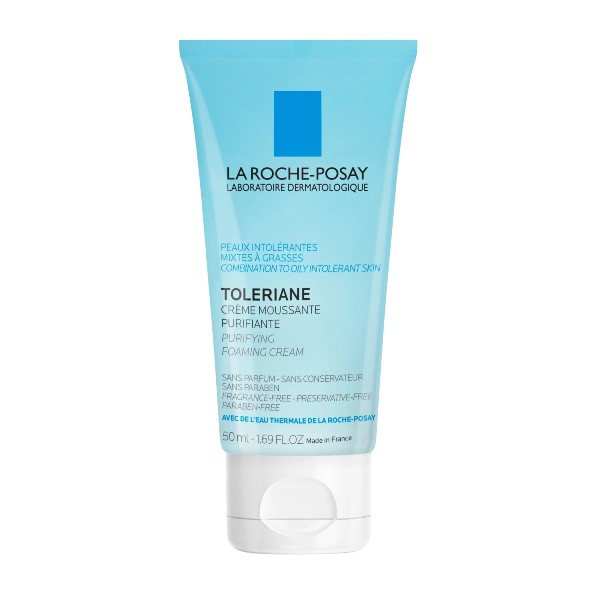 LA ROCHE-POSAY
LABORATOIRE DERMATOLOGIQUE
PEAUX INTOLÉRANTES
MIXTES À GRASSES
COMBINATION TO OILY INTOLERANT SKIN
TOLERIANE
CRÈME MOUSSANTE
PURIFIANTE
PURIFYING
FOAMING CREAM
SANS PARFUM - SANS CONSERVATEUR
SANS PARABEN
FRAGRANCE-FREE - PRESERVATIVE-FREE
PARABEN-FREE
AVEC DE L'EAU THERMALE DE LA ROCHE-POSAY
50 ml - 1.69 FL.OZ Made in France